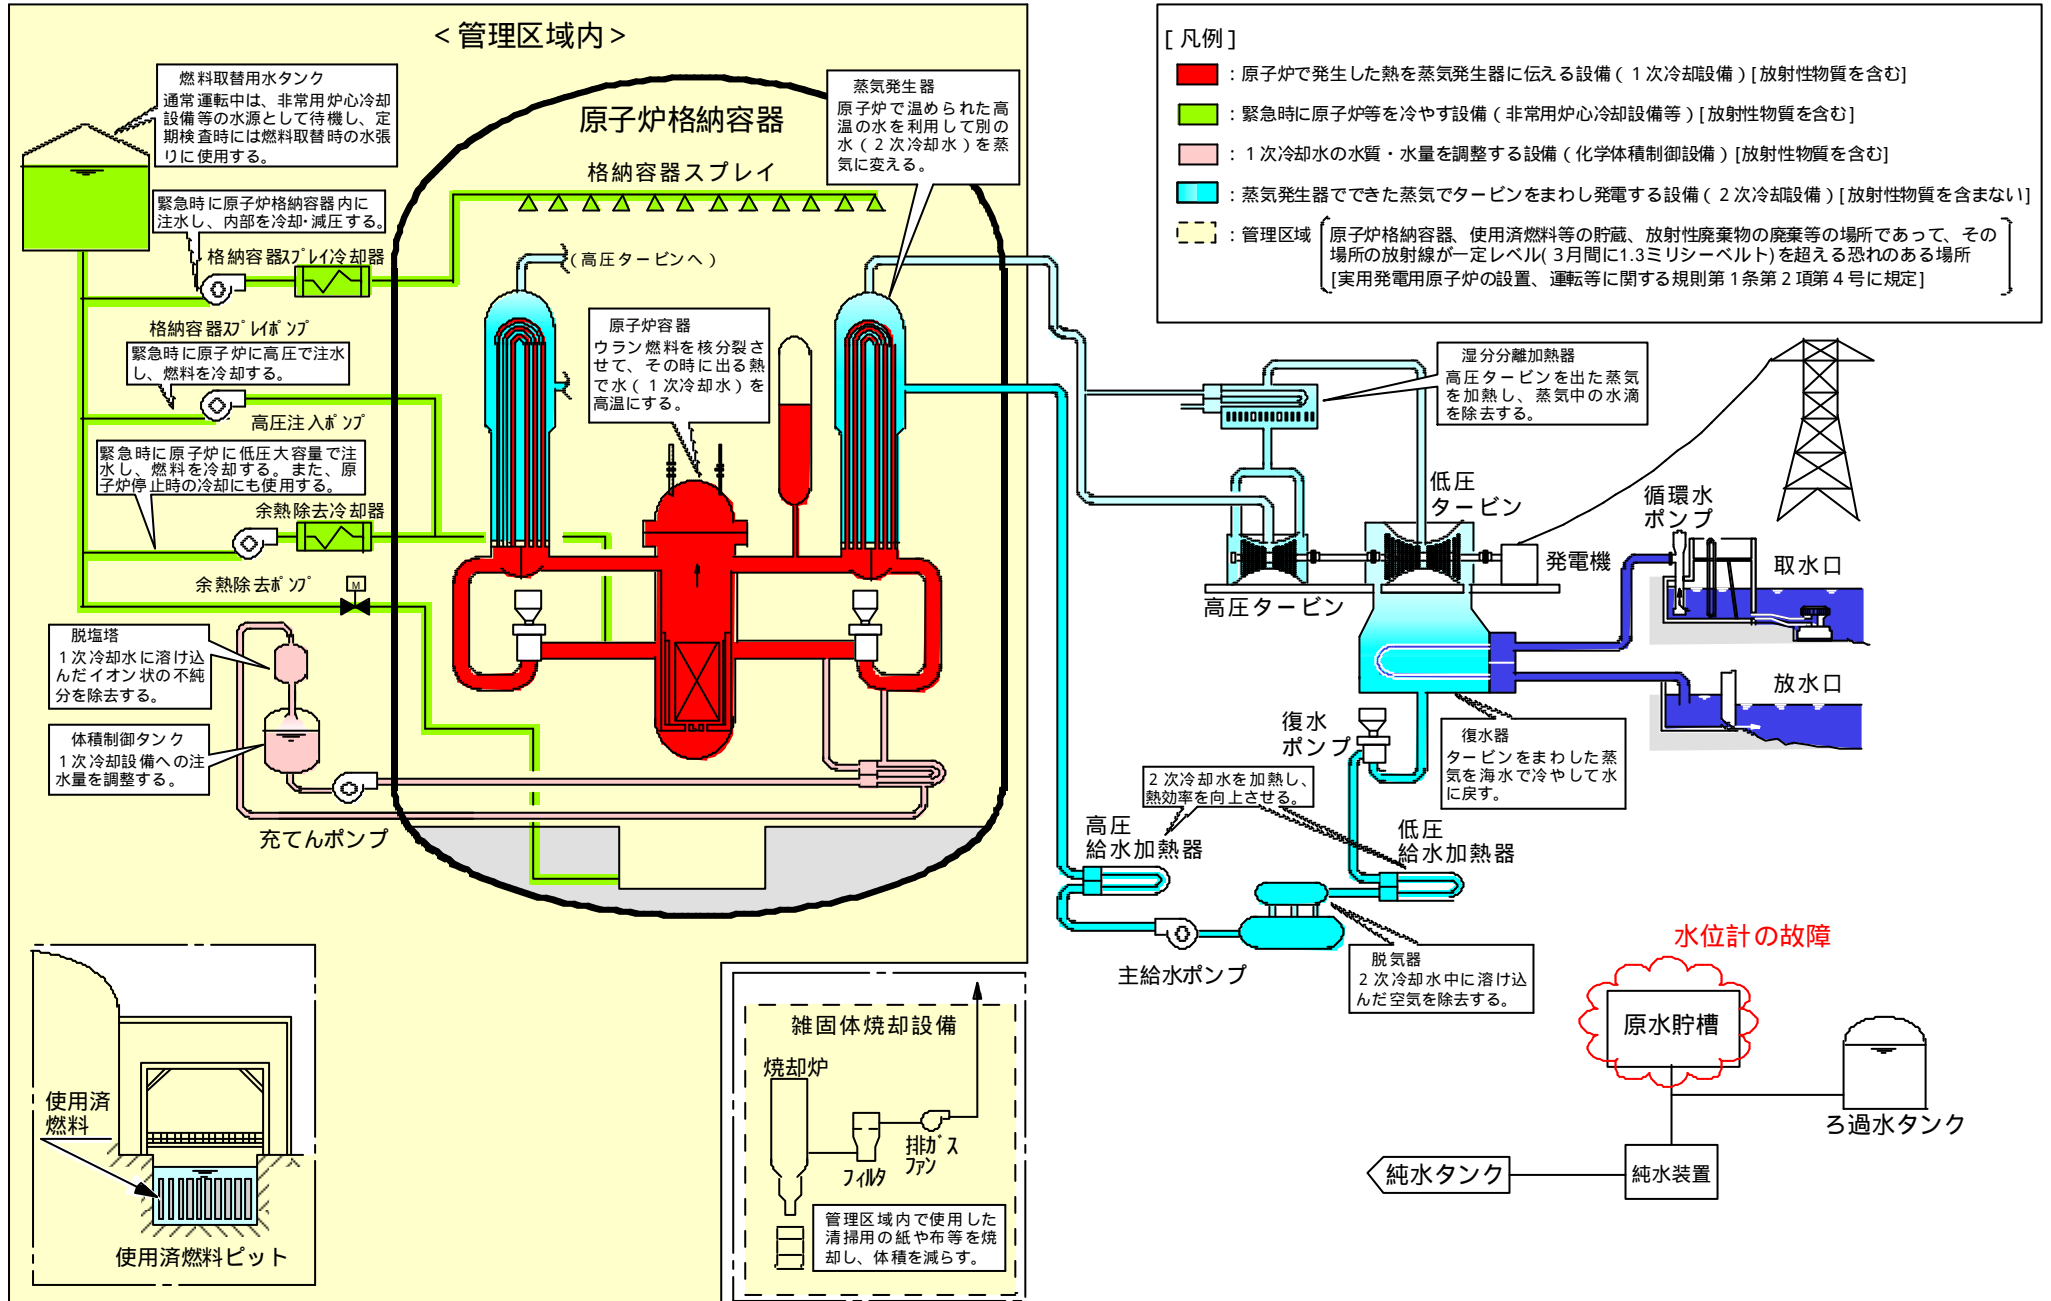 ＜管理区域内＞
燃料取替用水タンク
通常運転中は、非常用炉心冷却
設備等の水源として待機し、定
期検査時には燃料取替時の水張
りに使用する。
緊急時に原子炉格納容器内に
注水し、内部を冷却･減圧する。
格納容器ｽﾌﾟﾚｲ冷却器
格納容器ｽﾌﾟﾚｲﾎﾟﾝﾌﾟ
緊急時に原子炉に高圧で注水
し、燃料を冷却する。
高圧注入ﾎﾟﾝﾌﾟ
緊急時に原子炉に低圧大容量で注
水し、燃料を冷却する。また、原
子炉停止時の冷却にも使用する。
余熱除去冷却器
余熱除去ﾎﾟﾝﾌﾟ
M
脱塩塔
１次冷却水に溶け込
んだイオン状の不純
分を除去する。
体積制御タンク
１次冷却設備への注
水量を調整する。
充てんポンプ
原子炉格納容器
格納容器スプレイ
（高圧タービンへ）
蒸気発生器
原子炉で温められた高
温の水を利用して別の
水（２次冷却水）を蒸
気に変える。
原子炉容器
ウラン燃料を核分裂さ
せて、その時に出る熱
で水（１次冷却水）を
高温にする。
[ 凡例 ]
：原子炉で発生した熱を蒸気発生器に伝える設備（１次冷却設備）[放射性物質を含む]
：緊急時に原子炉等を冷やす設備（非常用炉心冷却設備等）[放射性物質を含む]
：１次冷却水の水質・水量を調整する設備（化学体積制御設備）[放射性物質を含む]
：蒸気発生器でできた蒸気でタービンをまわし発電する設備（２次冷却設備）[放射性物質を含まない]
：管理区域
原子炉格納容器、使用済燃料等の貯蔵、放射性廃棄物の廃棄等の場所であって、その
場所の放射線が一定レベル(３月間に1.3ミリシーベルト)を超える恐れのある場所
[実用発電用原子炉の設置、運転等に関する規則第１条第２項第４号に規定]
湿分分離加熱器
高圧タービンを出た蒸気
を加熱し、蒸気中の水滴
を除去する。
低圧
タービン
高圧タービン
発電機
循環水
ポンプ
取水口
放水口
復水
ポンプ
復水器
タービンをまわした蒸
気を海水で冷やして水
に戻す。
２次冷却水を加熱し、
熱効率を向上させる。
高圧
給水加熱器
低圧
給水加熱器
主給水ポンプ
脱気器
２次冷却水中に溶け込
んだ空気を除去する。
水位計の故障
原水貯槽
ろ過水タンク
純水装置
純水タンク
使用済
燃料
使用済燃料ピット
雑固体焼却設備
焼却炉
フィルタ
排ｶﾞｽ
ﾌｧﾝ
管理区域内で使用した
清掃用の紙や布等を焼
却し、体積を減らす。